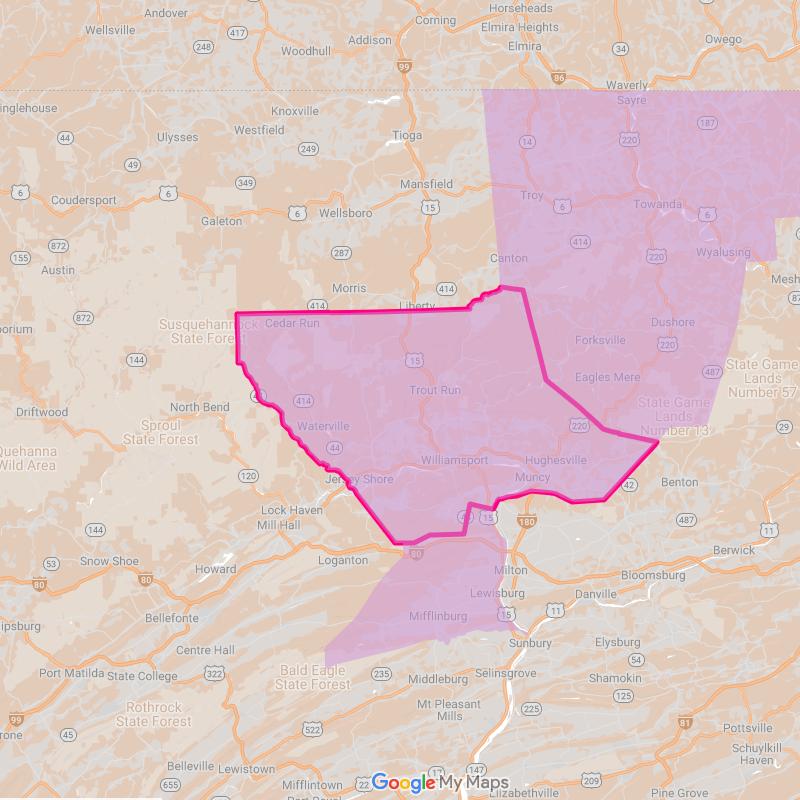 Andover
Horseheads
Corning
Elmira Heights
Wellsville
417
Addison
Owego
248
Woodhull
Elmira
34
99
86
Waverly
Sayre
Knoxville
inglehouse
Westfield
187
44
Ulysses
Tioga
14
220
249
49
349
Mansfield
6
6
Troy
6
Towanda
Coudersport
Wellsboro
15
6
Galeton
6
414
872
287
Wyalusing
155
Canton
220
Austin
Morris
414
Mesh
414
Liberty
872
Cedar Run
Susquehannock
State Forest
Dushore
porium
Forksville
220
144
15
State Game
Lands
Number 57
Eagles Mere
487
Trout Run
414
State Game
Lands
Number 13
North Bend
Driftwood
Sproul
State Forest
Waterville
220
29
44
Quehanna
Wild Area
Williamsport
Hughesville
120
Jersey Shore
Muncy
42
Benton
Lock Haven
Mill Hall
15
180
487
144
11
53
Snow Shoe
80
Berwick
Loganton
Howard
Milton
Bloomsburg
80
80
Lewisburg
Danville
Bellefonte
Mifflinburg
15
11
ipsburg
Sunbury
Elysburg
Centre Hall
54
Port Matilda
State College
322
Bald Eagle
State Forest
235
Selinsgrove
Middleburg
Shamokin
125
Rothrock
State Forest
Mt Pleasant
Mills
225
99
81
522
Pottsville
rone
45
Schuylkill
Haven
Belleville
Lewistown
17
147
209
655
Mifflintown
22
Google My Maps
Elizabethville
Pine Grove
Port Royal